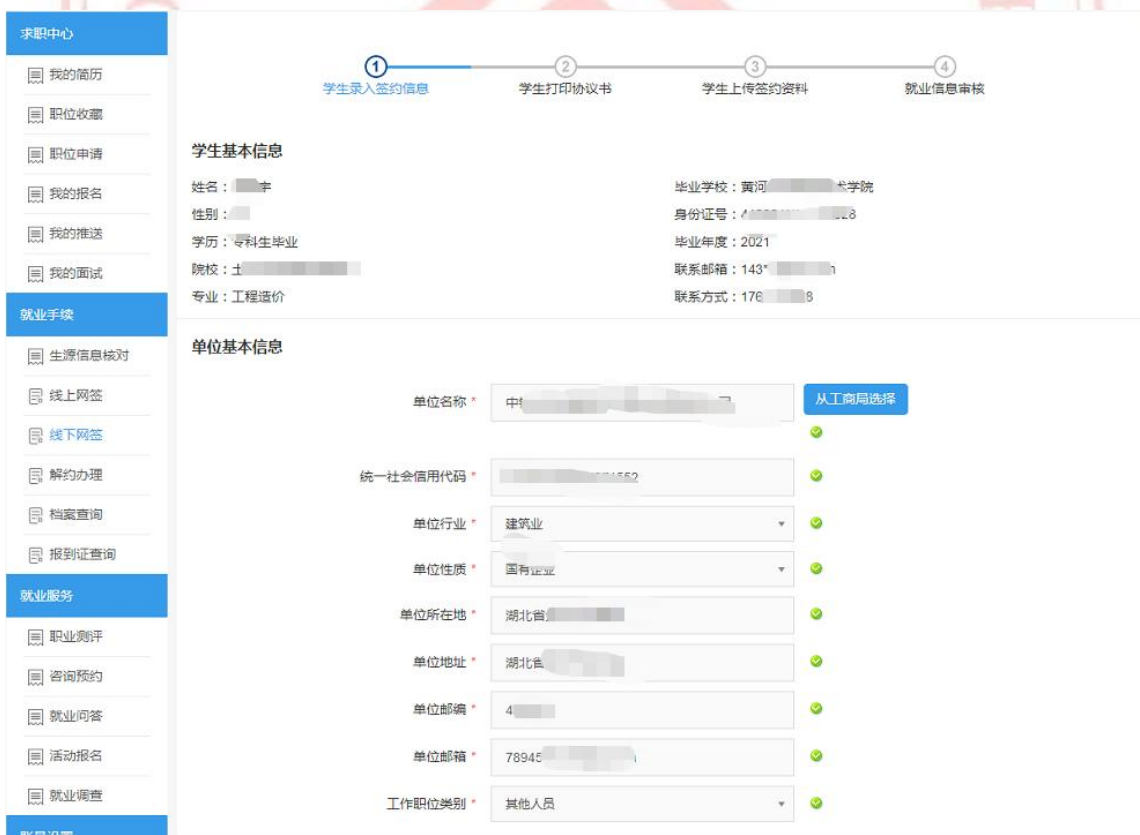 求职中心
我的简历
职位收藏
职位申请
我的报名
我的推送
我的面试
就业手续
生源信息核对
线上网签
线下网签
解约办理
档案查询
报到证查询
就业服务
职业测评
咨询预约
就业问答
活动报名
就业调查
1 2 3 4
学生录入签约信息 学生打印协议书 学生上传签约资料 就业信息审核
学生基本信息
姓名： 宇 毕业学校：黄河 术学院
性别： 身份证号：
学历：专科生毕业 毕业年度：2021
院校：土 联系邮箱：143
专业：工程造价 联系方式：176 8
单位基本信息
单位名称 * 中 从工商局选择
统一社会信用代码 * 1552
单位行业 * 建筑业
单位性质 * 国有企业
单位所在地 * 湖北省
单位地址 * 湖北省
单位邮编 * 4
单位邮箱 * 78945
工作职位类别 * 其他人员